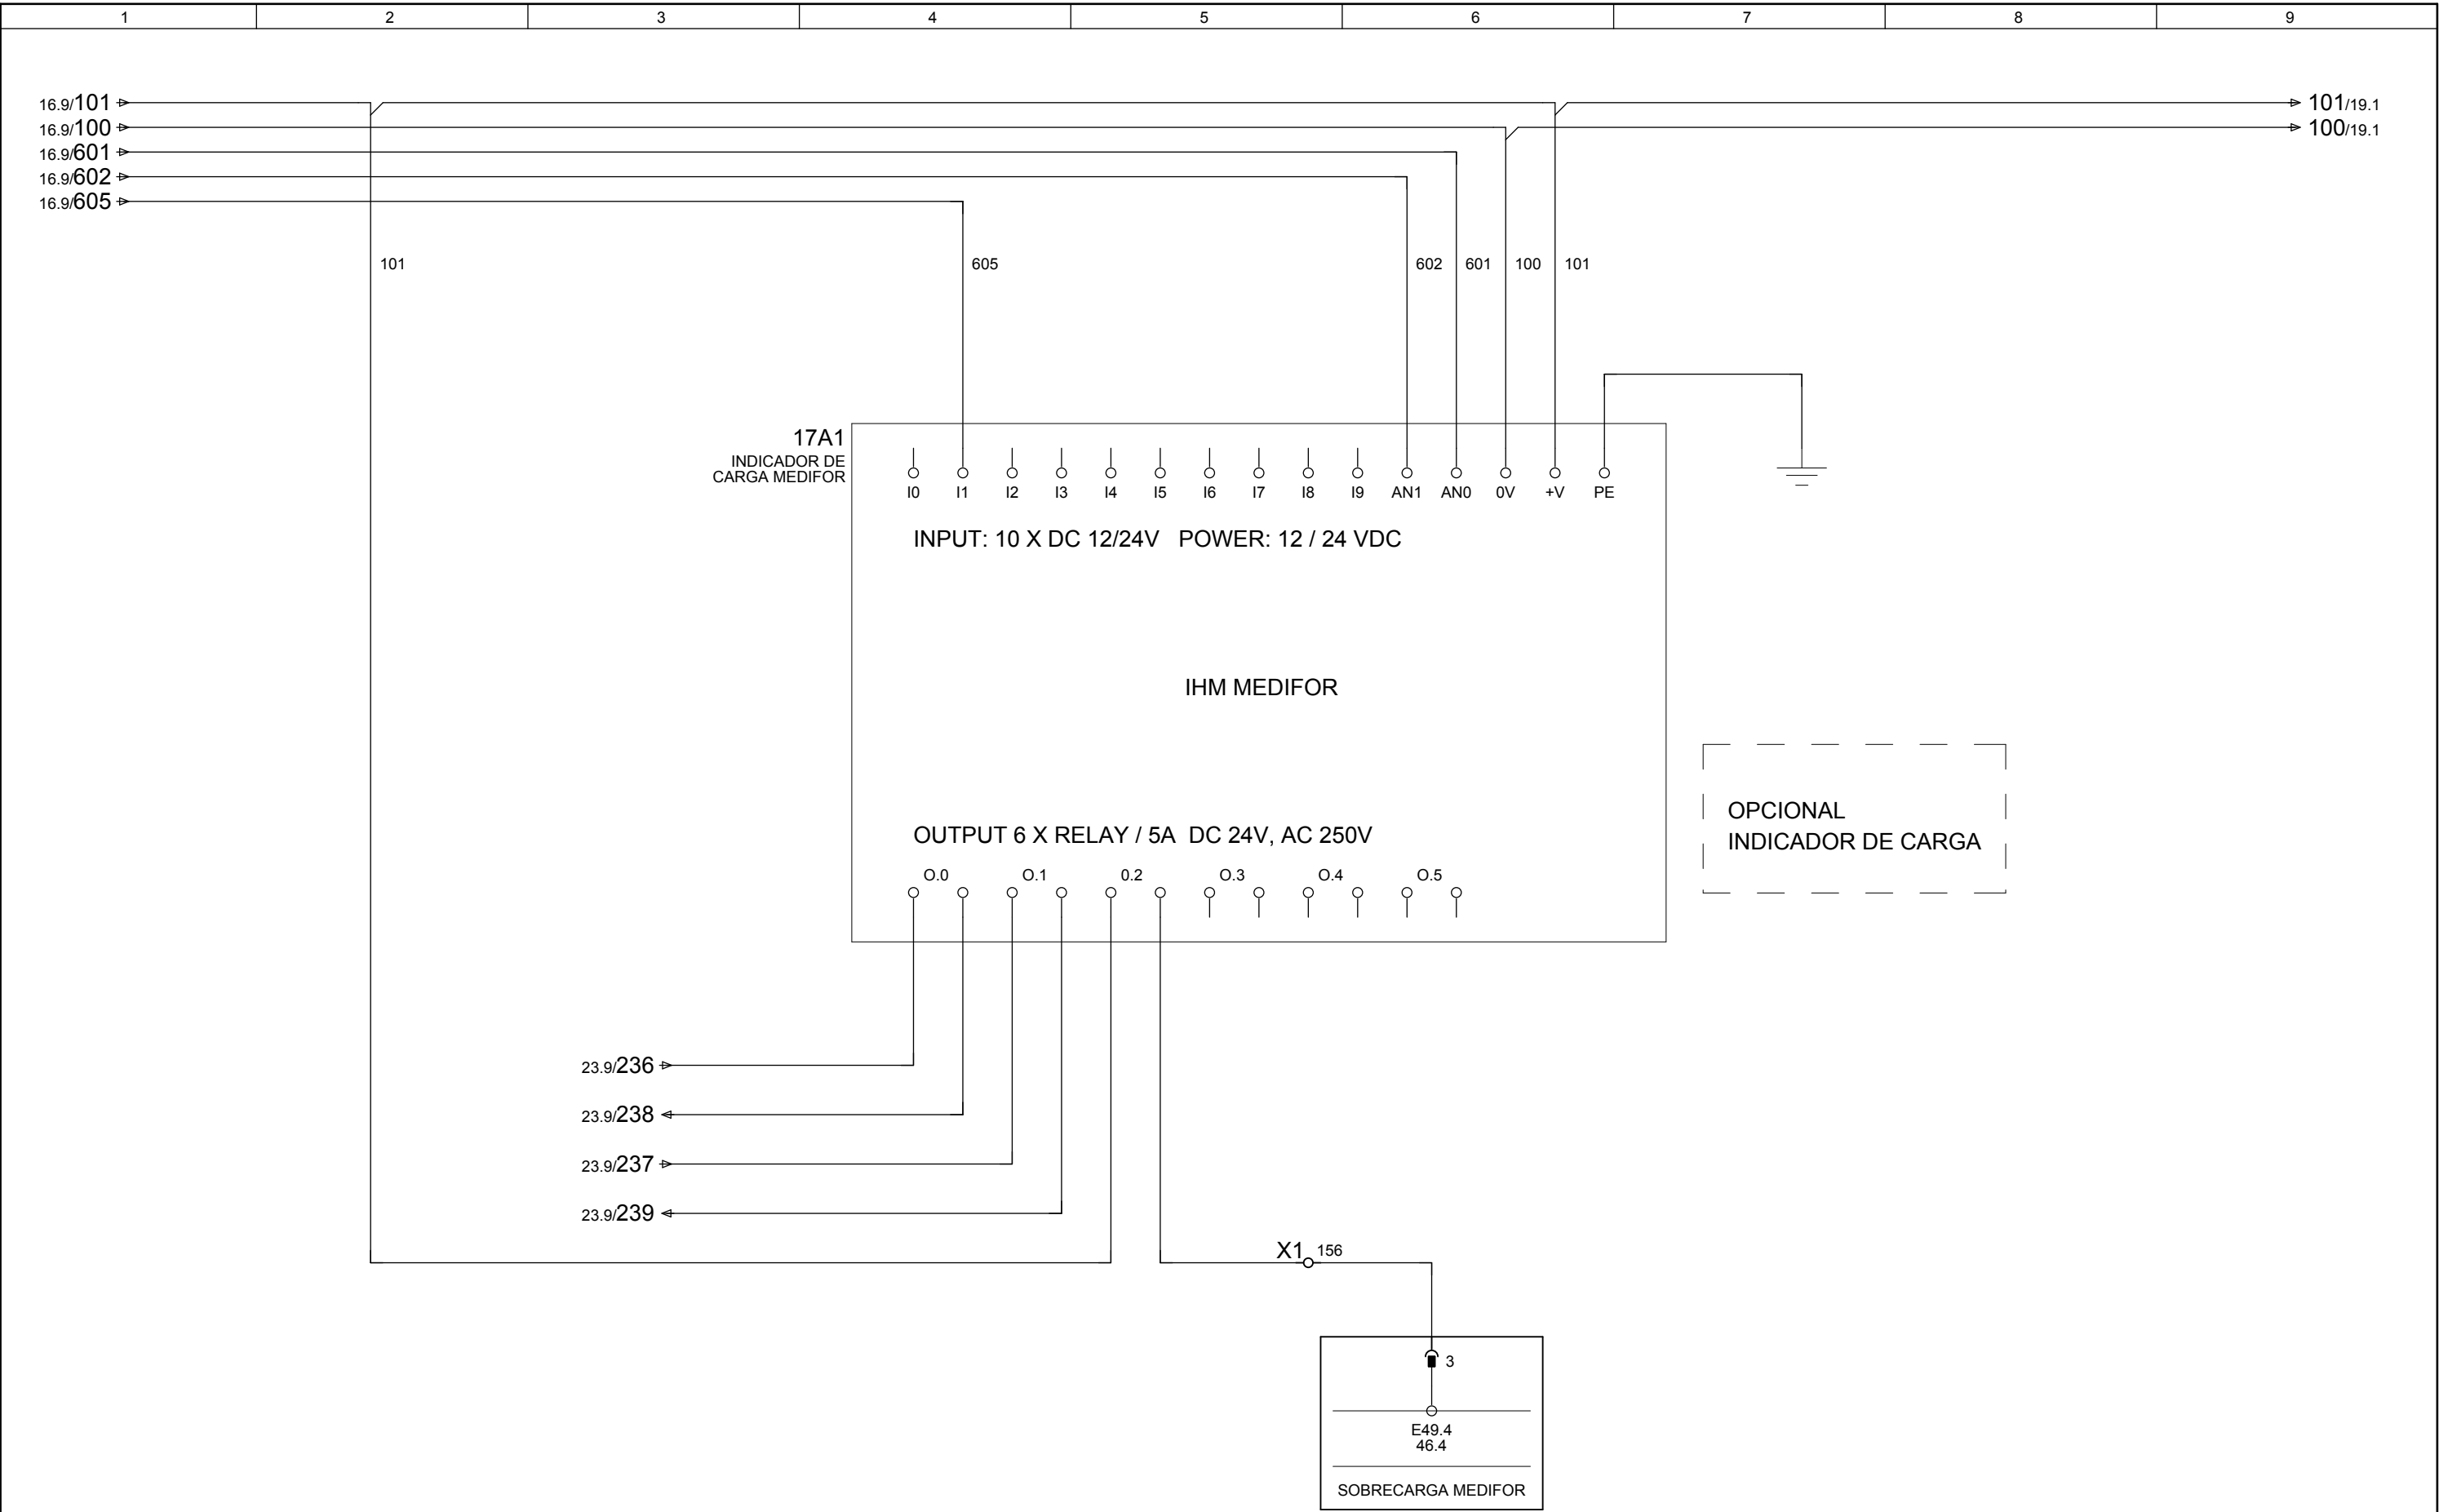 1 2 3 4 5 6 7 8 9
16.9/101
101/19.1
16.9/100
100/19.1
16.9/601
16.9/602
16.9/605
101 605 602 601 100 101
17A1
INDICADOR DE
CARGA MEDIFOR
I0 I1 I2 I3 I4 I5 I6 I7 I8 I9 AN1 AN0 0V +V PE
INPUT: 10 X DC 12/24V POWER: 12 / 24 VDC
IHM MEDIFOR
OPCIONAL
INDICADOR DE CARGA
OUTPUT 6 X RELAY / 5A DC 24V, AC 250V
O.0 O.1 0.2 O.3 O.4 O.5
23.9/236
23.9/238
23.9/237
23.9/239
X1 156
3
E49.4
46.4
SOBRECARGA MEDIFOR